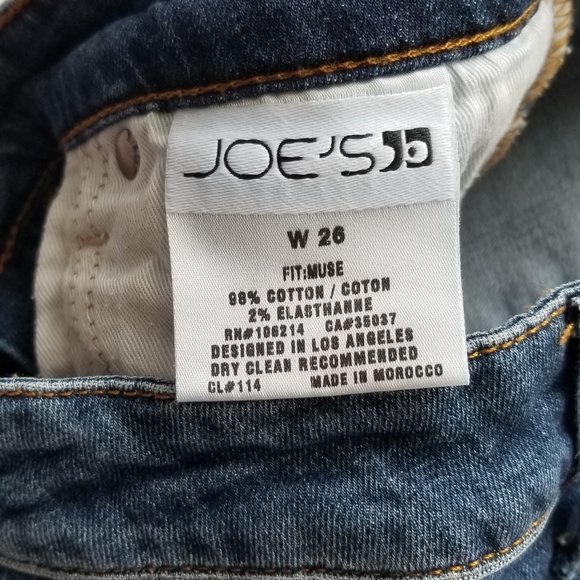 JOE'S
W 26
FIT:MUSE
98% COTTON / COTON
2% ELASTHANNE
RN#106214 CA#35037
DESIGNED IN LOS ANGELES
DRY CLEAN RECOMMENDED
CL#114 MADE IN MOROCCO